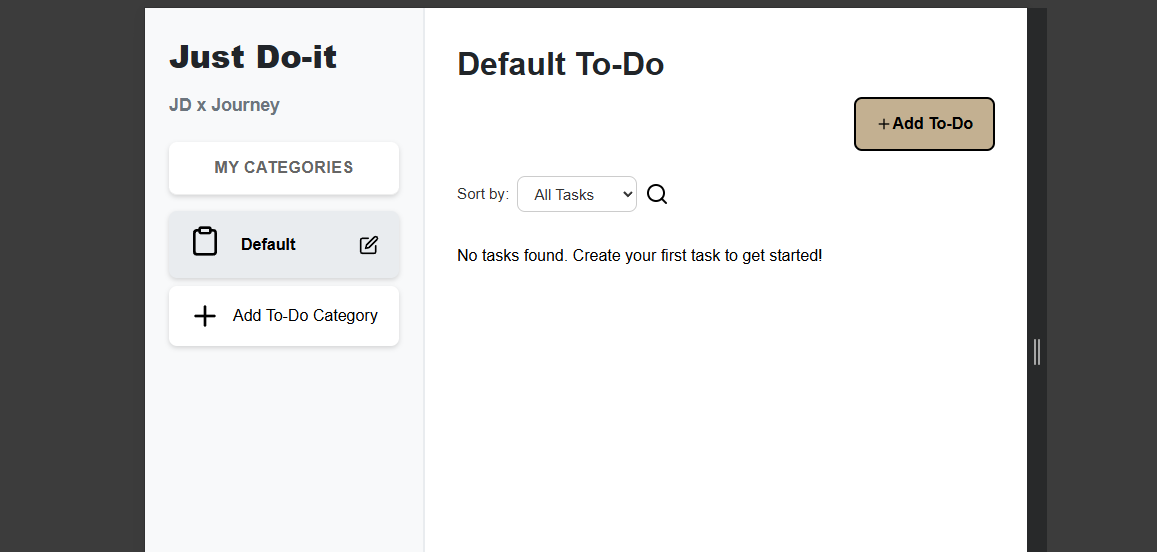 Just Do-it
JD x Journey
MY CATEGORIES
Default
Add To-Do Category
Default To-Do
+Add To-Do
Sort by: All Tasks
No tasks found. Create your first task to get started!